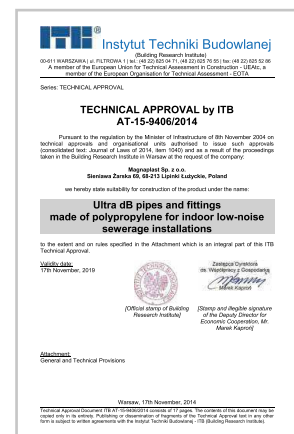 ITB®
Instytut Techniki Budowlanej
(Building Research Institute)
00-611 WARSZAWA | ul. FILTROWA 1 | tel.: (48 22) 825 04 71, (48 22) 825 76 55 | fax: (48 22) 825 52 86
A member of the European Union for Technical Assessment in Construction - UEAtc, a
member of the European Organisation for Technical Assessment - EOTA
Series: TECHNICAL APPROVAL
TECHNICAL APPROVAL by ITB
AT-15-9406/2014
Pursuant to the regulation by the Minister of Infrastructure of 8th November 2004 on
technical approvals and organisational units authorised to issue such approvals
(consolidated text: Journal of Laws of 2014, item 1040) and as a result of the proceedings
taken in the Building Research Institute in Warsaw at the request of the company:
Magnaplast Sp. z o.o.
Sieniawa Żarska 69, 68-213 Lipinki Łużyckie, Poland
we hereby state suitability for construction of the product under the name:
Ultra dB pipes and fittings
made of polypropylene for indoor low-noise
sewerage installations
to the extent and on rules specified in the Attachment which is an integral part of this ITB
Technical Approval.
Validity date:
17th November, 2019
Zastępca Dyrektora
ds. Współpracy z Gospodarką
Marek Kaproń
[Official stamp of Building
Research Institute]
[Stamp and illegible signature
of the Deputy Director for
Economic Cooperation, Mr.
Marek Kaproń]
Attachment:
General and Technical Provisions
Warsaw, 17th November, 2014
Technical Approval Document ITB AT-15-9406/2014 consists of 17 pages. The contents of this document may be
copied only in its entirety. Publishing or dissemination of fragments of the Technical Approval text in any other
form is subject to written agreements with the Instytut Techniki Budowlanej - ITB (Building Research Institute).